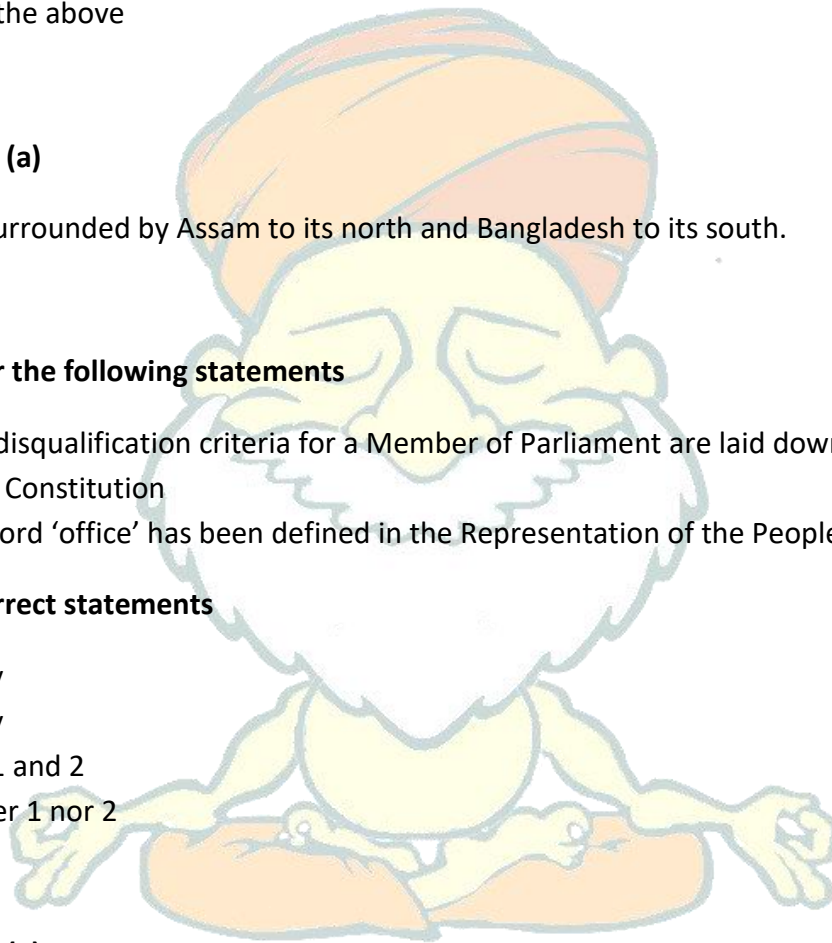 the above
(a)
urrounded by Assam to its north and Bangladesh to its south.
r the following statements
disqualification criteria for a Member of Parliament are laid dow
Constitution
ord ‘office’ has been defined in the Representation of the People
rrect statements
y
y
1 and 2
er 1 nor 2